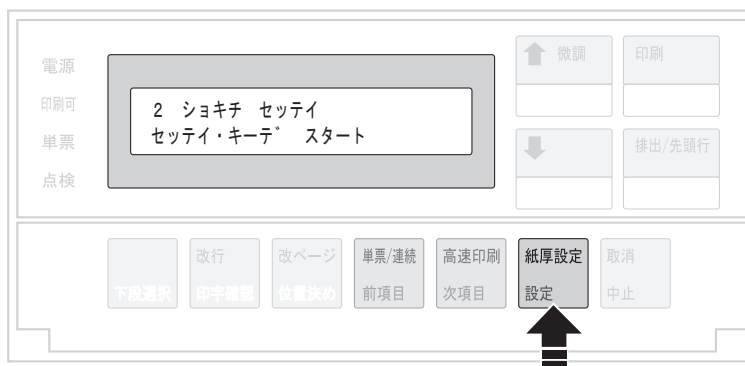 電源
印刷可
単票
点検
2 ショキチ セッテイ
セッテイ・キーデ゛ スタート
微調
印刷
排出/先頭行
改行
改ページ
単票/連続
高速印刷
紙厚設定
取消
下段選択
印字確認
位置決め
前項目
次項目
設定
中止